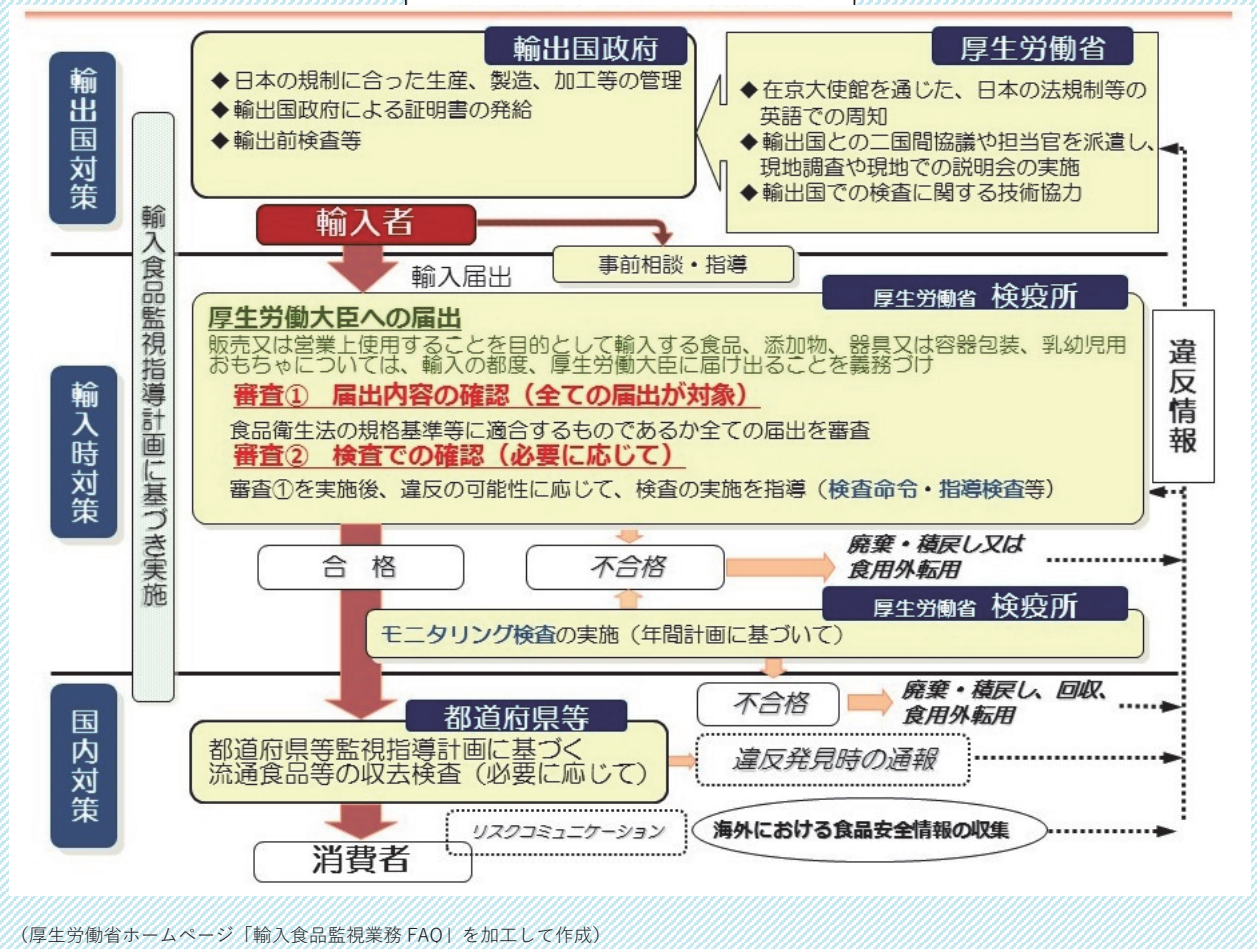 輸出国対策
輸出国政府
◆日本の規制に合った生産、製造、加工等の管理
◆輸出国政府による証明書の発給
◆輸出前検査等
厚生労働省
◆在京大使館を通じた、日本の法規制等の
英語での周知
◆輸出国との二国間協議や担当官を派遣し、
現地調査や現地での説明会の実施
◆輸出国での検査に関する技術協力
輸入食品監視指導計画に基づき実施
輸入者
輸入届出
事前相談・指導
輸入時対策
厚生労働省 検疫所
厚生労働大臣への届出
販売又は営業上使用することを目的として輸入する食品、添加物、器具又は容器包装、乳幼児用
おもちゃについては、輸入の都度、厚生労働大臣に届け出ることを義務づけ
審査① 届出内容の確認（全ての届出が対象）
食品衛生法の規格基準等に適合するものであるか全ての届出を審査
審査② 検査での確認（必要に応じて）
審査①を実施後、違反の可能性に応じて、検査の実施を指導（検査命令・指導検査等）
違反情報
合 格
不合格
廃棄・積戻し又は
食用外転用
厚生労働省 検疫所
モニタリング検査の実施（年間計画に基づいて）
国内対策
不合格
廃棄・積戻し、回収、
食用外転用
都道府県等
都道府県等監視指導計画に基づく
流通食品等の収去検査（必要に応じて）
違反発見時の通報
リスクコミュニケーション
海外における食品安全情報の収集
消費者
（厚生労働省ホームページ「輸入食品監視業務 FAQ」を加工して作成）